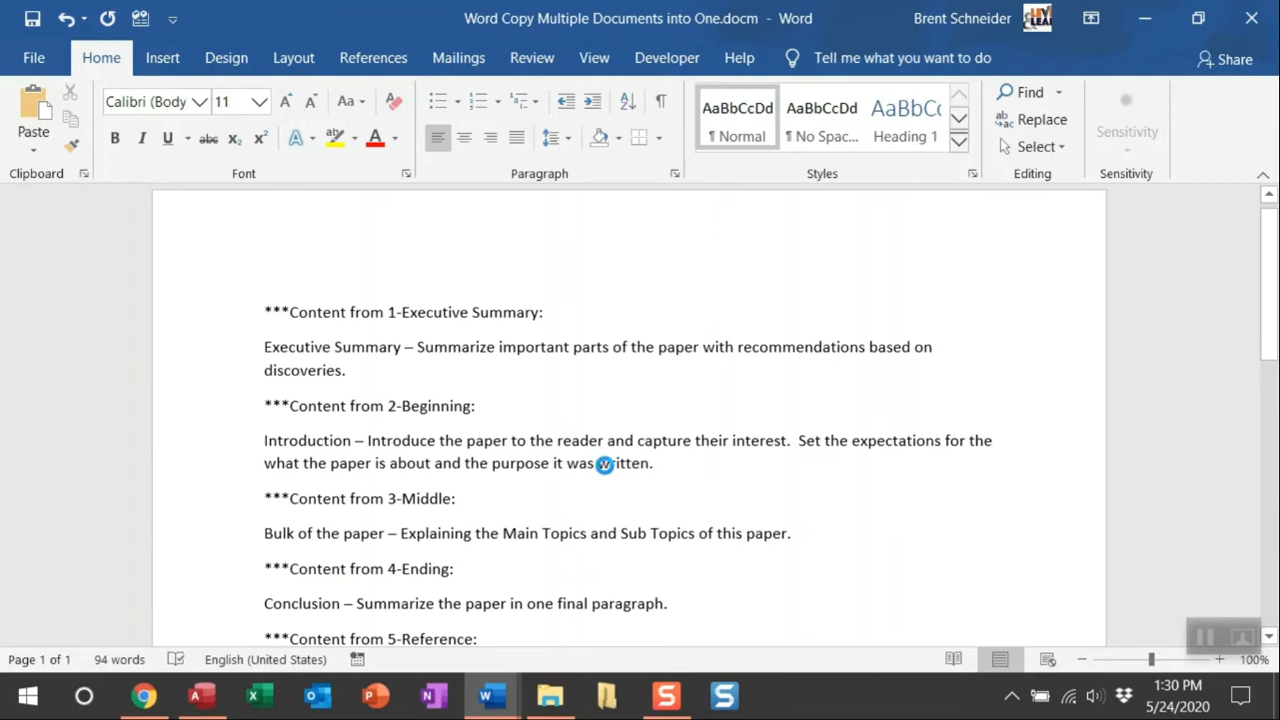 Word Copy Multiple Documents into One.docm - Word
Brent Schneider
File Home Insert Design Layout References Mailings Review View Developer Help Tell me what you want to do Share
Calibri (Body 11 Aa
AaBbCcDd AaBbCcDd AaBbCc
¶ Normal ¶ No Spac... Heading 1
Find
Replace
Select
Paste
Sensitivity
Clipboard Font Paragraph Styles Editing Sensitivity
***Content from 1-Executive Summary:
Executive Summary – Summarize important parts of the paper with recommendations based on
discoveries.
***Content from 2-Beginning:
Introduction – Introduce the paper to the reader and capture their interest.  Set the expectations for the
what the paper is about and the purpose it was written.
***Content from 3-Middle:
Bulk of the paper – Explaining the Main Topics and Sub Topics of this paper.
***Content from 4-Ending:
Conclusion – Summarize the paper in one final paragraph.
***Content from 5-Reference:
Page 1 of 1 94 words English (United States) 100%
1:30 PM
5/24/2020